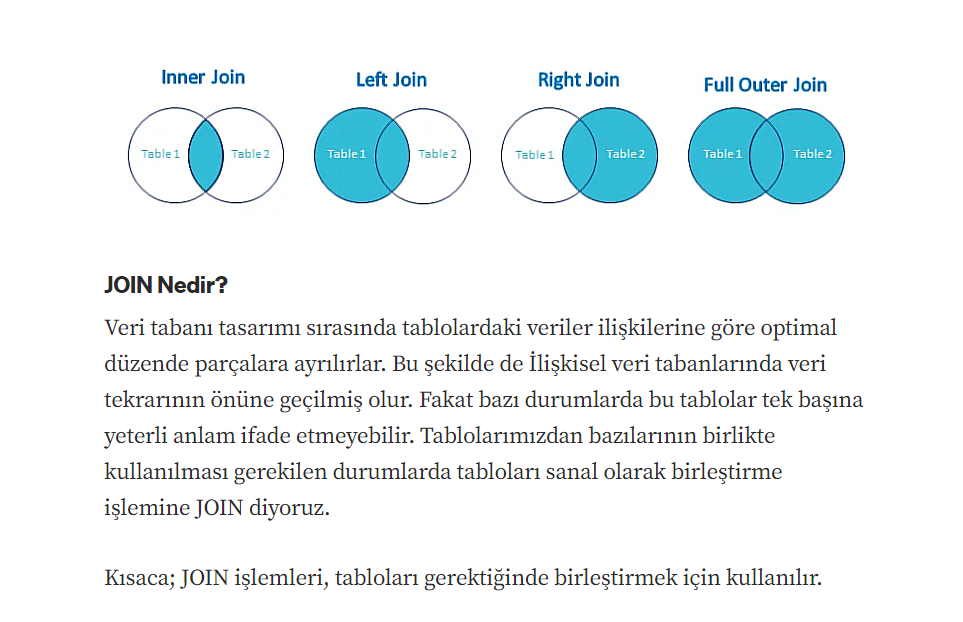 Inner Join
Left Join
Right Join
Full Outer Join
Table 1
Table 2
Table 1
Table 2
Table 1
Table 2
Table 1
Table 2
JOIN Nedir?
Veri tabanı tasarımı sırasında tablolardaki veriler ilişkilerine göre optimal
düzende parçalara ayrılırlar. Bu şekilde de İlişkisel veri tabanlarında veri
tekrarının önüne geçilmiş olur. Fakat bazı durumlarda bu tablolar tek başına
yeterli anlam ifade etmeyebilir. Tablolarımızdan bazılarının birlikte
kullanılması gerekilen durumlarda tabloları sanal olarak birleştirme
işlemine JOIN diyoruz.
Kısaca; JOIN işlemleri, tabloları gerektiğinde birleştirmek için kullanılır.